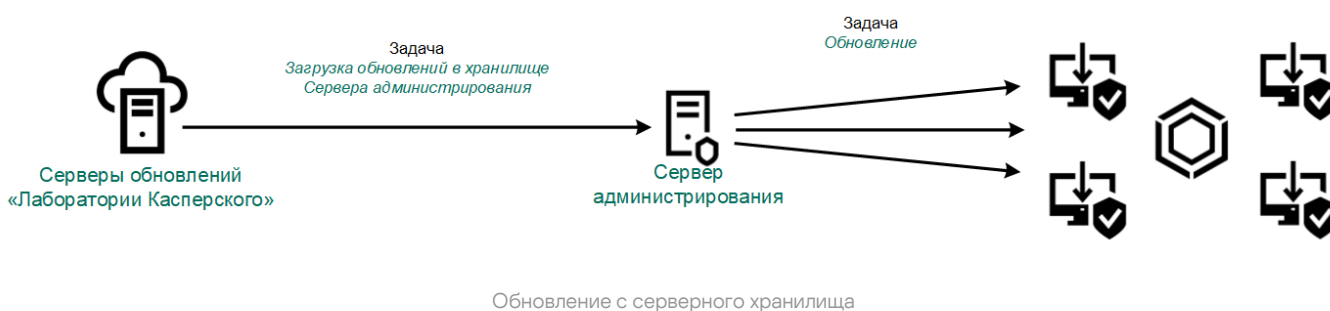 Задача
Загрузка обновлений в хранилище
Сервера администрирования
Задача
Обновление
Серверы обновлений
«Лаборатории Касперского»
Сервер
администрирования
Обновление с серверного хранилища